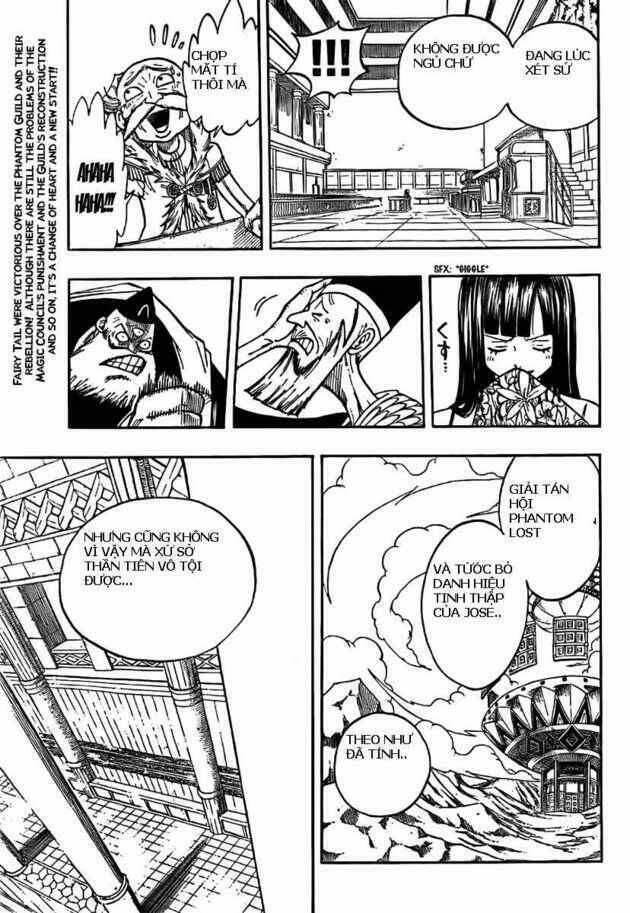 ĐANG LÚC
XÉT SỬ
KHÔNG ĐƯỢC
NGỦ CHỨ
!!!
CHỢP
MẮT TÍ
THÔI MÀ
AHAHA
HAHA!!!
FAIRY TAIL WERE VICTORIOUS OVER THE PHANTOM GUILD AND THEIR
REBELLION! ALTHOUGH THERE ARE STILL THE PROBLEMS OF THE
MAGIC COUNCIL'S PUNISHMENT AND THE GUILD'S RECONSTRUCTION
AND SO ON, IT'S A CHANGE OF HEART AND A NEW START!!
SFX: "GIGGLE"
くす…
GIẢI TÁN
HỘI
PHANTOM
LOST
VÀ TƯỚC BỎ
DANH HIỆU
TINH THẬP
CỦA JOSÉ..
THEO NHƯ
ĐÃ TÍNH..
NHƯNG CŨNG KHÔNG
VÌ VẬY MÀ XỨ SỞ
THẦN TIÊN VÔ TỘI
ĐƯỢC...